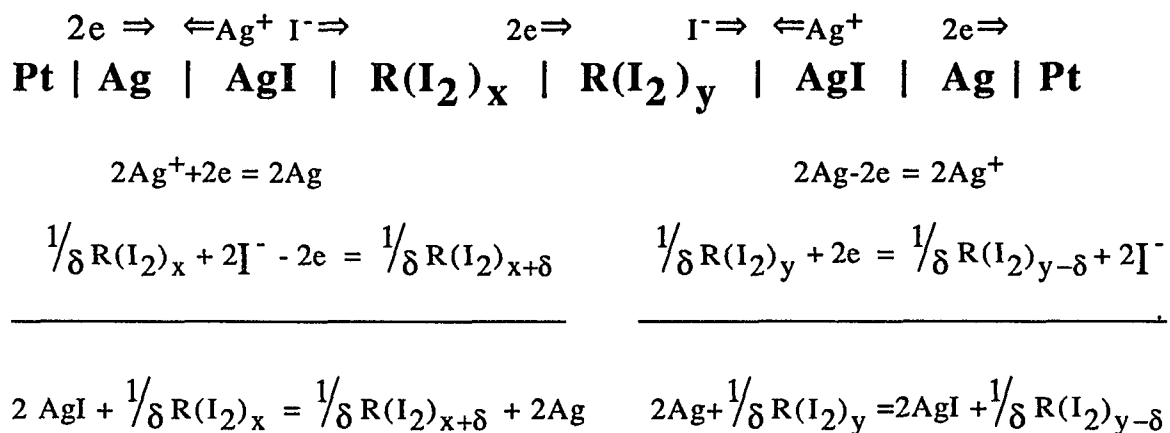 2e ⇒ ⇐Ag⁺ I⁻⇒ 2e⇒ I⁻⇒ ⇐Ag⁺ 2e⇒
Pt | Ag | AgI | R(I₂)ₓ | R(I₂)ᵧ | AgI | Ag | Pt
2Ag⁺+2e = 2Ag 2Ag-2e = 2Ag⁺
1/δ R(I₂)ₓ + 2I⁻ - 2e = 1/δ R(I₂)ₓ₊δ 1/δ R(I₂)ᵧ + 2e = 1/δ R(I₂)ᵧ₋δ + 2I⁻
2 AgI + 1/δ R(I₂)ₓ = 1/δ R(I₂)ₓ₊δ + 2Ag 2Ag+ 1/δ R(I₂)ᵧ =2AgI + 1/δ R(I₂)ᵧ₋δ